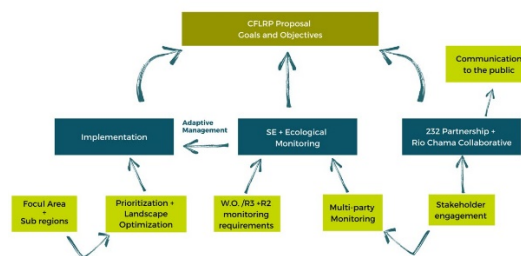 CFLRP Proposal
Goals and Objectives
Communication
to the public
Implementation
Adaptive
Management
SE + Ecological
Monitoring
232 Partnership +
Rio Chama Collaborative
Focul Area
+
Sub regions
Prioritization +
Landscape
Optimization
W.O. /R3 +R2
monitoring
requirements
Multi-party
Monitoring
Stakeholder
engagement